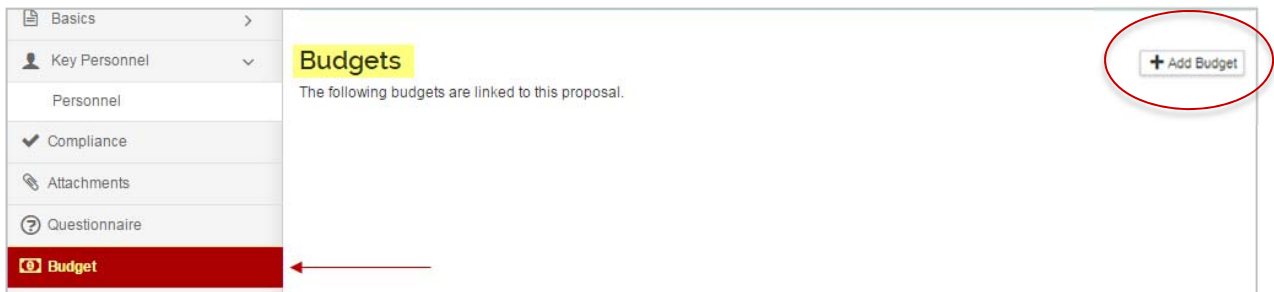 Basics
Key Personnel
Personnel
Compliance
Attachments
Questionnaire
Budget
Budgets
The following budgets are linked to this proposal.
+ Add Budget